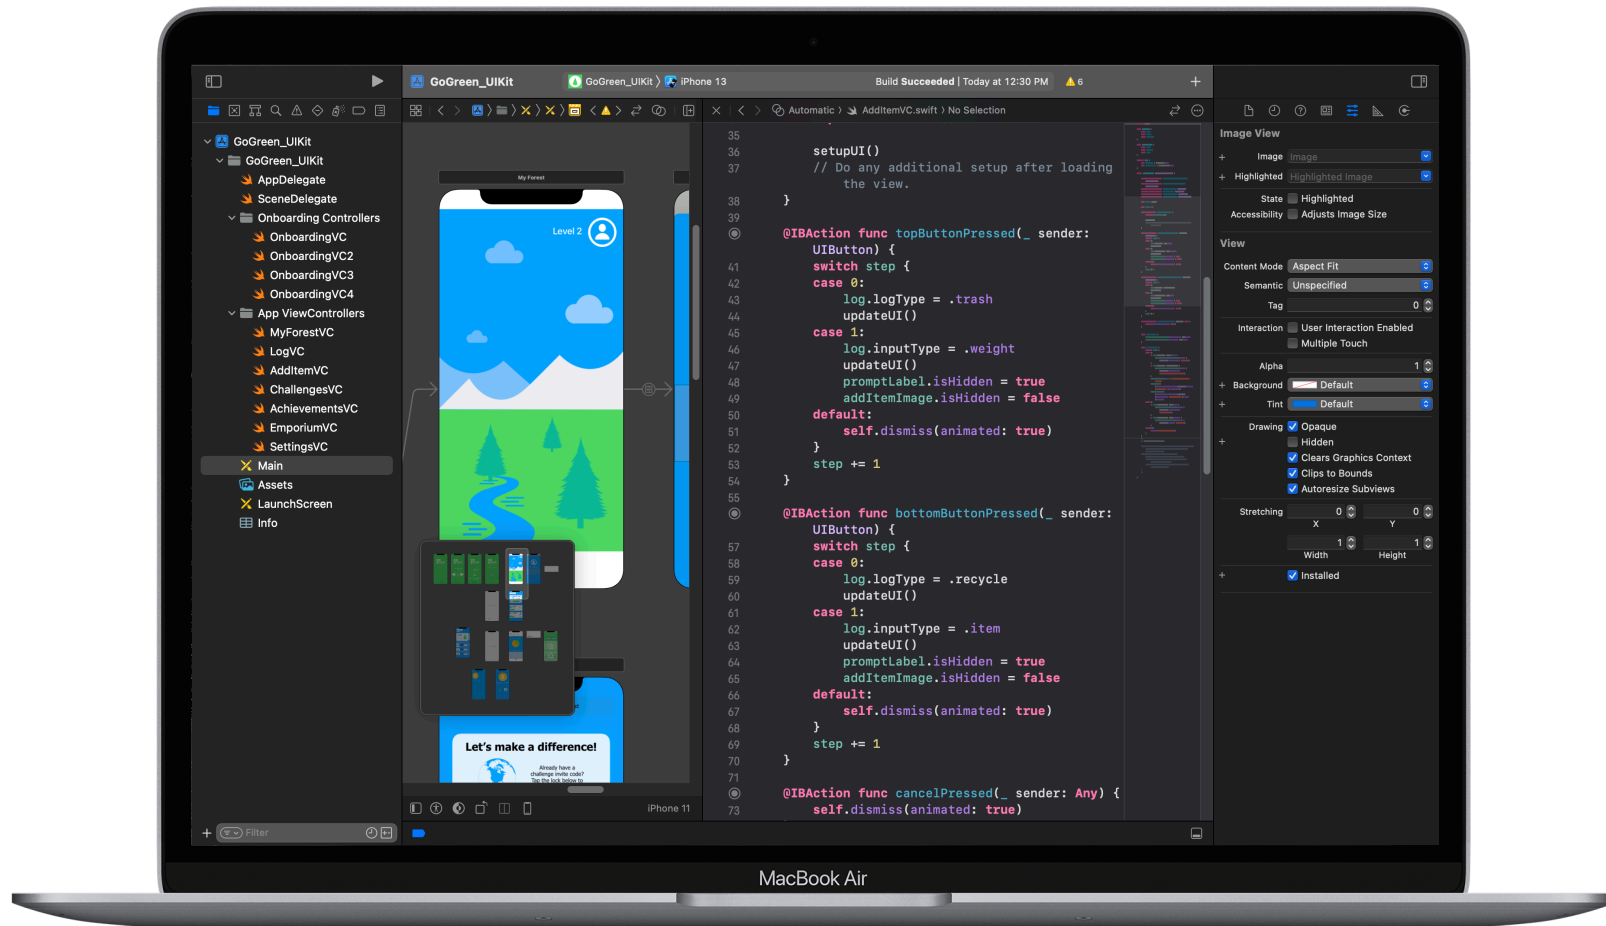 GoGreen_UIKit
GoGreen_UIKit
iPhone 13
Build Succeeded | Today at 12:30 PM
6
Automatic
AddItemVC.swift
No Selection
GoGreen_UIKit
GoGreen_UIKit
AppDelegate
SceneDelegate
Onboarding Controllers
OnboardingVC
OnboardingVC2
OnboardingVC3
OnboardingVC4
App ViewControllers
MyForestVC
LogVC
AddItemVC
ChallengesVC
AchievementsVC
EmporiumVC
SettingsVC
Main
Assets
LaunchScreen
Info
Filter
My Forest
Level 2
Let's make a difference!
Already have a
challenge invite code?
Tap the lock below to
iPhone 11
35
36 setupUI()
37 // Do any additional setup after loading
the view.
38 }
39
@IBAction func topButtonPressed(_ sender:
UIButton) {
41 switch step {
42 case 0:
43 log.logType = .trash
44 updateUI()
45 case 1:
46 log.inputType = .weight
47 updateUI()
48 promptLabel.isHidden = true
49 addItemImage.isHidden = false
50 default:
51 self.dismiss(animated: true)
52 }
53 step += 1
54 }
55
@IBAction func bottomButtonPressed(_ sender:
UIButton) {
57 switch step {
58 case 0:
59 log.logType = .recycle
60 updateUI()
61 case 1:
62 log.inputType = .item
63 updateUI()
64 promptLabel.isHidden = true
65 addItemImage.isHidden = false
66 default:
67 self.dismiss(animated: true)
68 }
69 step += 1
70 }
71
@IBAction func cancelPressed(_ sender: Any) {
73 self.dismiss(animated: true)
Image View
Image Image
Highlighted Highlighted Image
State Highlighted
Accessibility Adjusts Image Size
View
Content Mode Aspect Fit
Semantic Unspecified
Tag 0
Interaction User Interaction Enabled
Multiple Touch
Alpha 1
Background Default
Tint Default
Drawing Opaque
Hidden
Clears Graphics Context
Clips to Bounds
Autoresize Subviews
Stretching 0 0
X Y
1 1
Width Height
Installed
MacBook Air